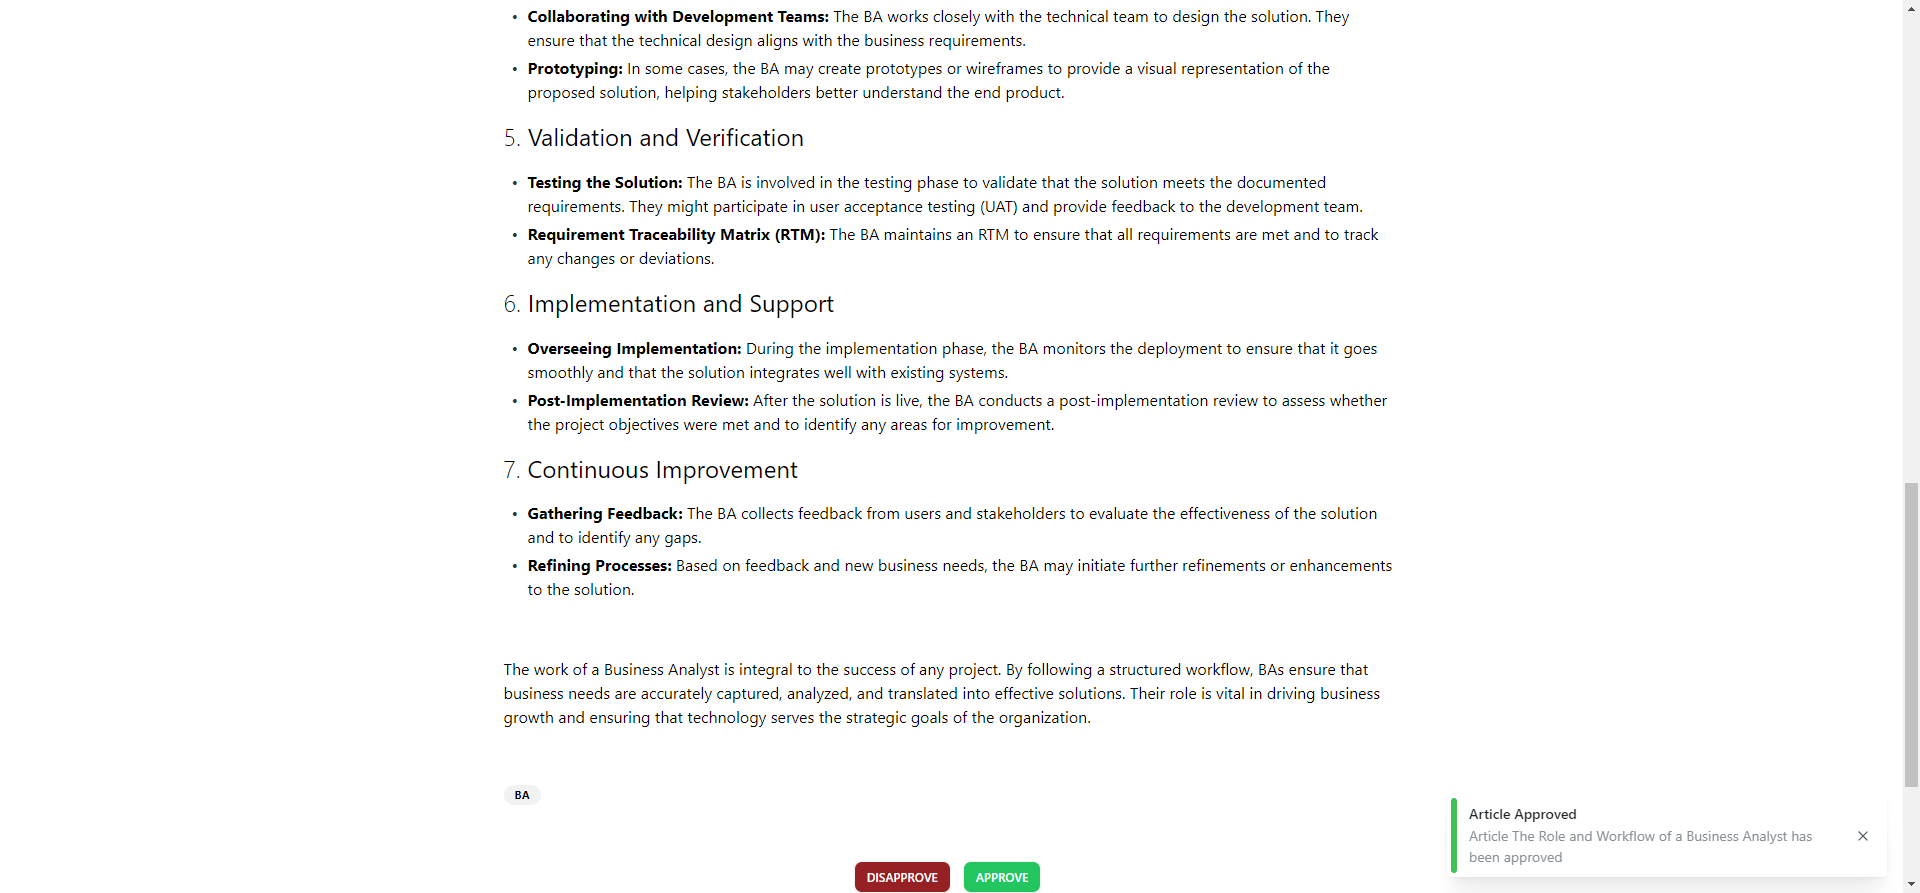 • Collaborating with Development Teams: The BA works closely with the technical team to design the solution. They
ensure that the technical design aligns with the business requirements.
• Prototyping: In some cases, the BA may create prototypes or wireframes to provide a visual representation of the
proposed solution, helping stakeholders better understand the end product.
5. Validation and Verification
• Testing the Solution: The BA is involved in the testing phase to validate that the solution meets the documented
requirements. They might participate in user acceptance testing (UAT) and provide feedback to the development team.
• Requirement Traceability Matrix (RTM): The BA maintains an RTM to ensure that all requirements are met and to track
any changes or deviations.
6. Implementation and Support
• Overseeing Implementation: During the implementation phase, the BA monitors the deployment to ensure that it goes
smoothly and that the solution integrates well with existing systems.
• Post-Implementation Review: After the solution is live, the BA conducts a post-implementation review to assess whether
the project objectives were met and to identify any areas for improvement.
7. Continuous Improvement
• Gathering Feedback: The BA collects feedback from users and stakeholders to evaluate the effectiveness of the solution
and to identify any gaps.
• Refining Processes: Based on feedback and new business needs, the BA may initiate further refinements or enhancements
to the solution.
The work of a Business Analyst is integral to the success of any project. By following a structured workflow, BAs ensure that
business needs are accurately captured, analyzed, and translated into effective solutions. Their role is vital in driving business
growth and ensuring that technology serves the strategic goals of the organization.
BA
Article Approved
Article The Role and Workflow of a Business Analyst has
been approved
DISAPPROVE
APPROVE